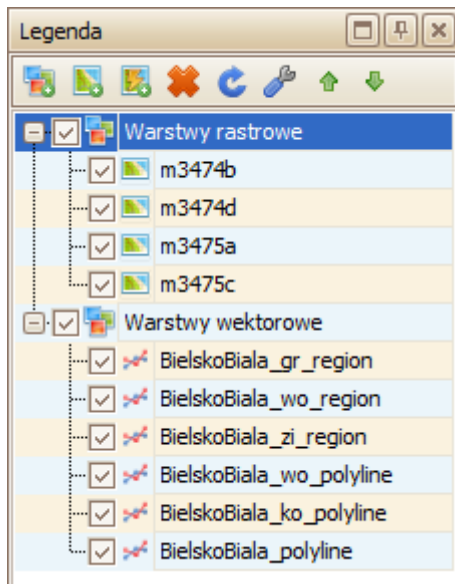 Legenda
Warstwy rastrowe
m3474b
m3474d
m3475a
m3475c
Warstwy wektorowe
BielskoBiala_gr_region
BielskoBiala_wo_region
BielskoBiala_zi_region
BielskoBiala_wo_polyline
BielskoBiala_ko_polyline
BielskoBiala_polyline